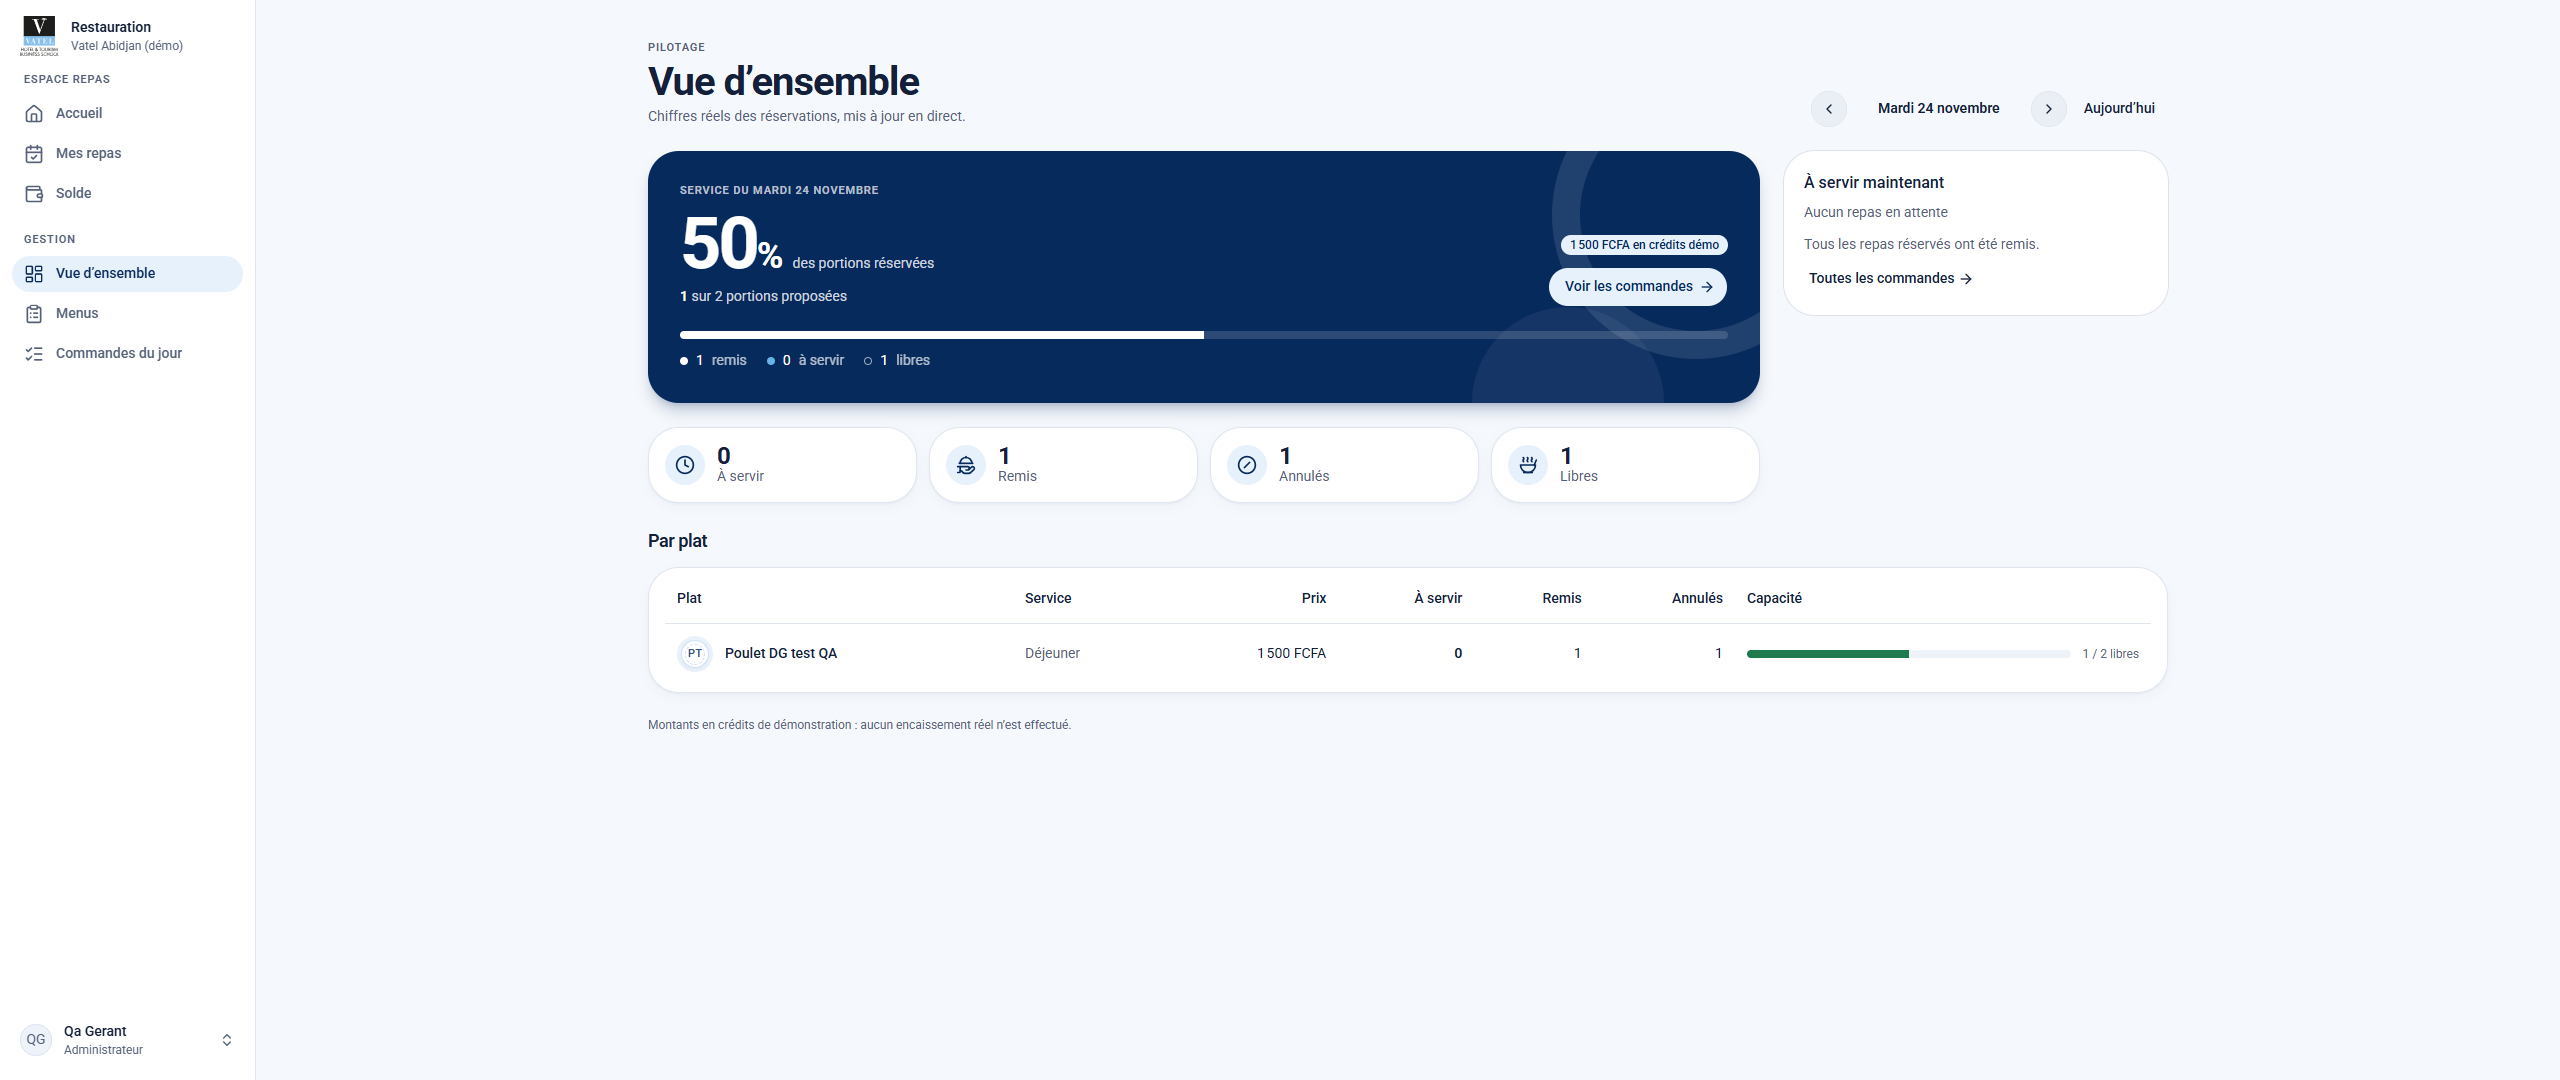 V
VATEL
HOTEL & TOURISM
BUSINESS SCHOOL
Restauration
Vatel Abidjan (démo)
ESPACE REPAS
Accueil
Mes repas
Solde
GESTION
Vue d’ensemble
Menus
Commandes du jour
QG
Qa Gerant
Administrateur
PILOTAGE
Vue d’ensemble
Chiffres réels des réservations, mis à jour en direct.
Mardi 24 novembre
Aujourd’hui
SERVICE DU MARDI 24 NOVEMBRE
50% des portions réservées
1 sur 2 portions proposées
1 500 FCFA en crédits démo
Voir les commandes →
1 remis 0 à servir 1 libres
À servir maintenant
Aucun repas en attente
Tous les repas réservés ont été remis.
Toutes les commandes →
0
À servir
1
Remis
1
Annulés
1
Libres
Par plat
Plat Service Prix À servir Remis Annulés Capacité
PT Poulet DG test QA Déjeuner 1 500 FCFA 0 1 1 1 / 2 libres
Montants en crédits de démonstration : aucun encaissement réel n’est effectué.